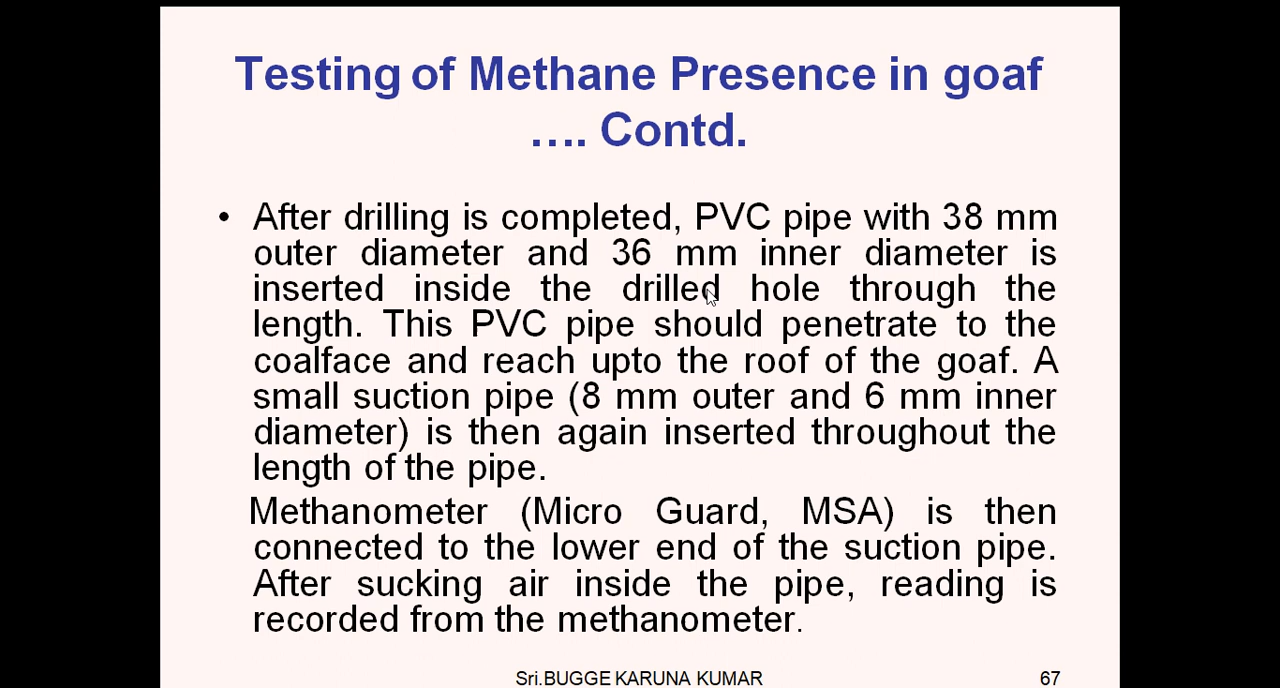 Testing of Methane Presence in goaf
…. Contd.
• After drilling is completed, PVC pipe with 38 mm
outer diameter and 36 mm inner diameter is
inserted inside the drilled hole through the
length. This PVC pipe should penetrate to the
coalface and reach upto the roof of the goaf. A
small suction pipe (8 mm outer and 6 mm inner
diameter) is then again inserted throughout the
length of the pipe.
Methanometer (Micro Guard, MSA) is then
connected to the lower end of the suction pipe.
After sucking air inside the pipe, reading is
recorded from the methanometer.
Sri.BUGGE KARUNA KUMAR
67